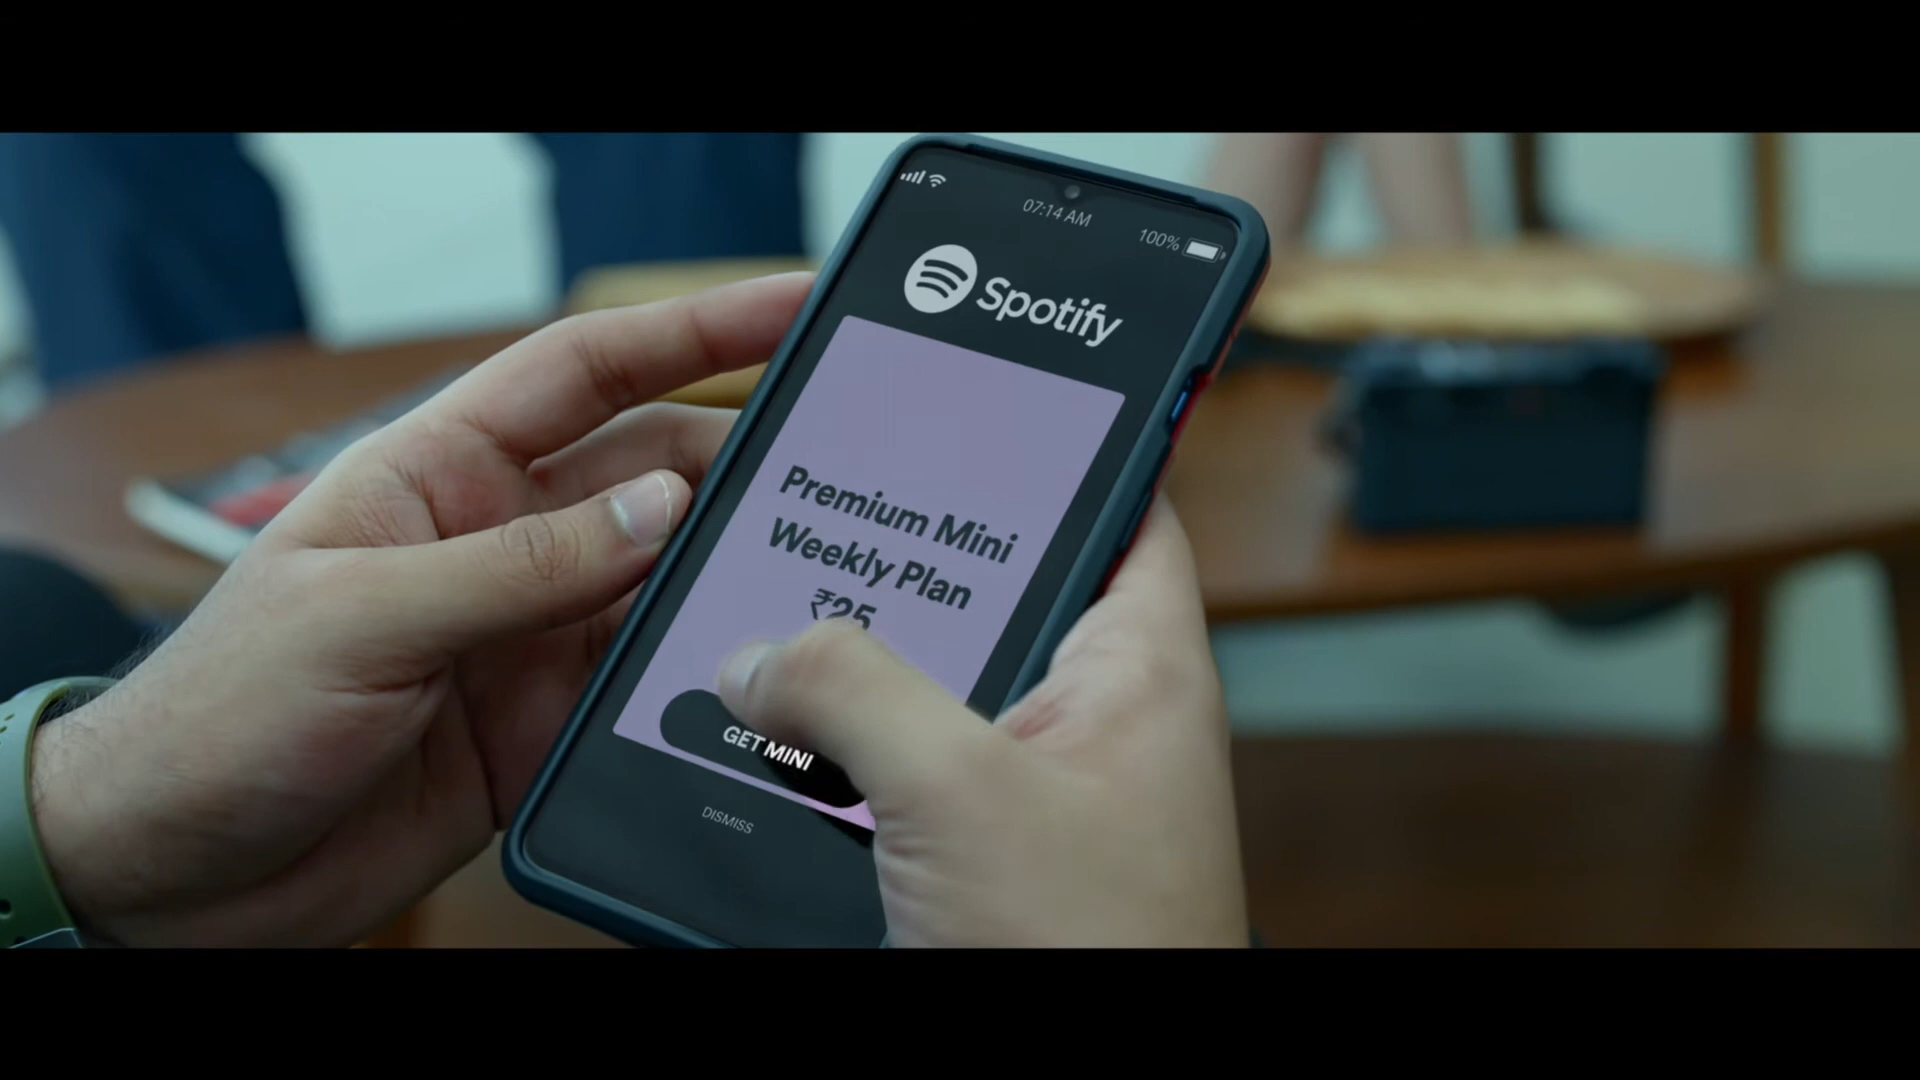 07:14 AM
100%
Spotify
Premium Mini
Weekly Plan
₹25
GET MINI
DISMISS